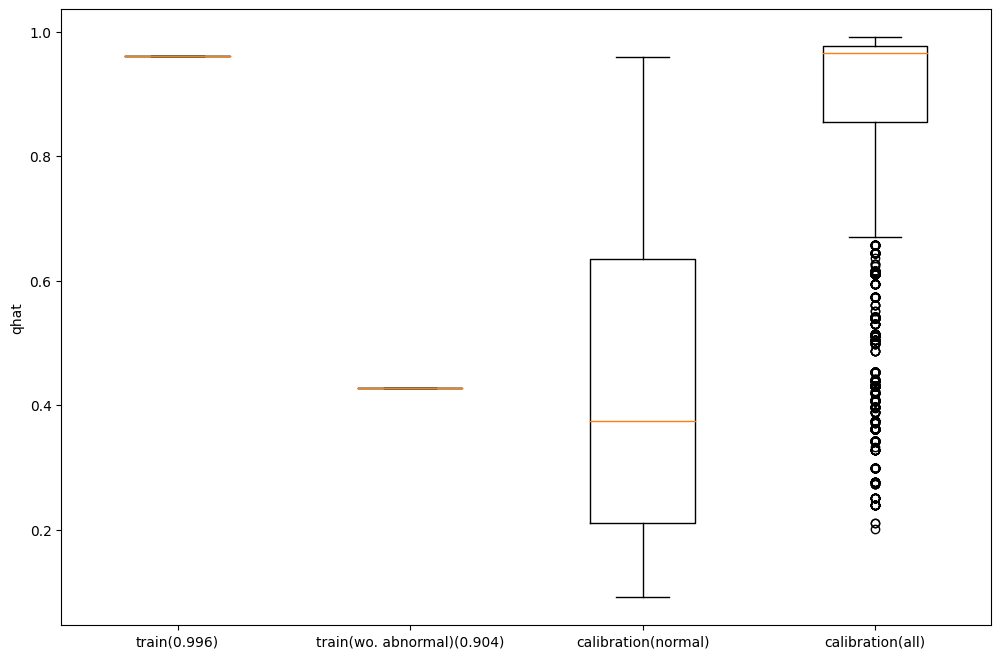 1.0
0.8
0.6
0.4
0.2
qhat
train(0.996)
train(wo. abnormal)(0.904)
calibration(normal)
calibration(all)